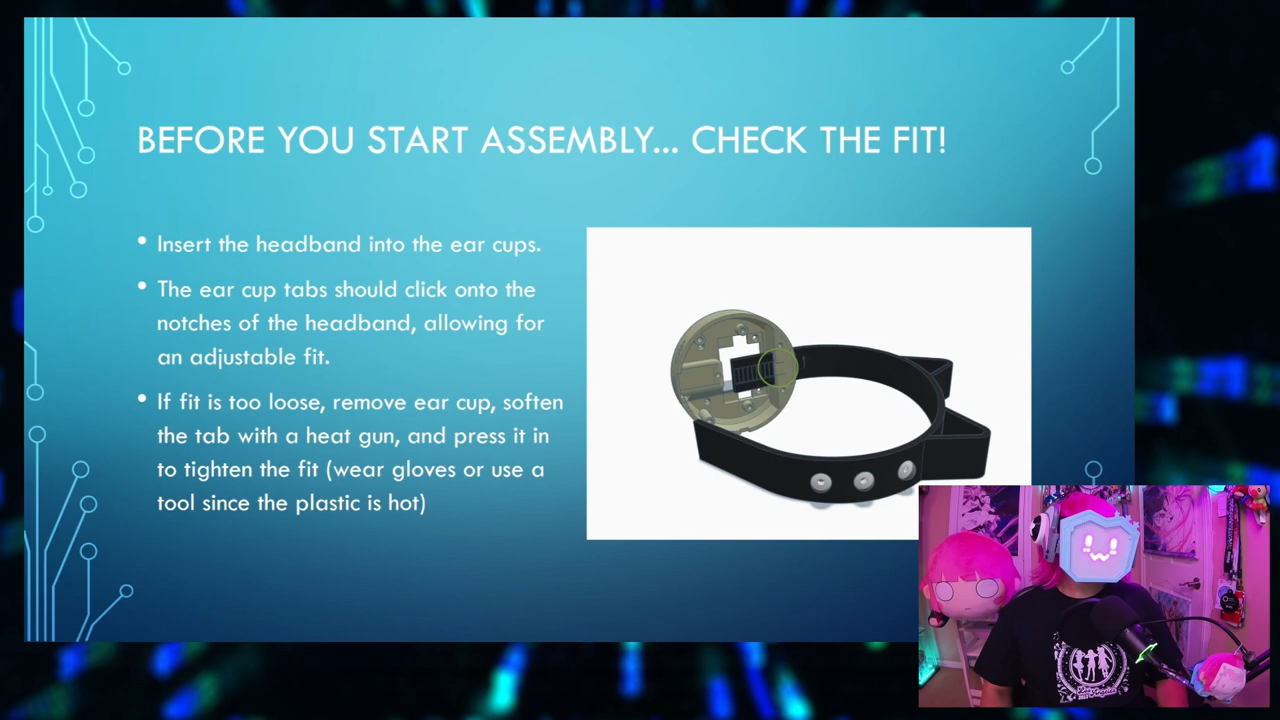 BEFORE YOU START ASSEMBLY... CHECK THE FIT!
• Insert the headband into the ear cups.
• The ear cup tabs should click onto the
notches of the headband, allowing for
an adjustable fit.
• If fit is too loose, remove ear cup, soften
the tab with a heat gun, and press it in
to tighten the fit (wear gloves or use a
tool since the plastic is hot)